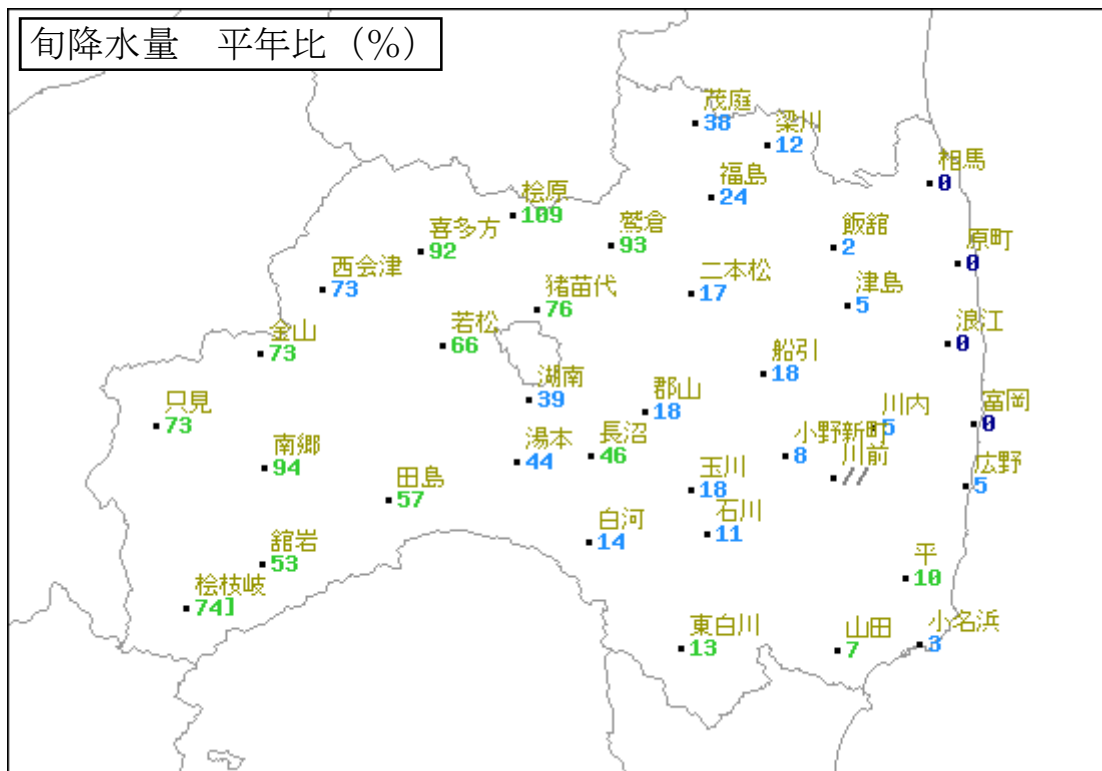 旬降水量　平年比（%）
茂庭
38
梁川
12
相馬
0
福島
24
桧原
109
鷲倉
93
喜多方
92
飯舘
2
原町
0
西会津
73
二本松
17
津島
5
猪苗代
76
浪江
0
若松
66
金山
73
船引
18
湖南
39
郡山
18
只見
73
川内
5
富岡
0
南郷
94
湯本
44
長沼
46
小野新町
8
川前
//
広野
5
田島
57
玉川
18
石川
11
白河
14
舘岩
53
平
10
桧枝岐
74]
東白川
13
山田
7
小名浜
3